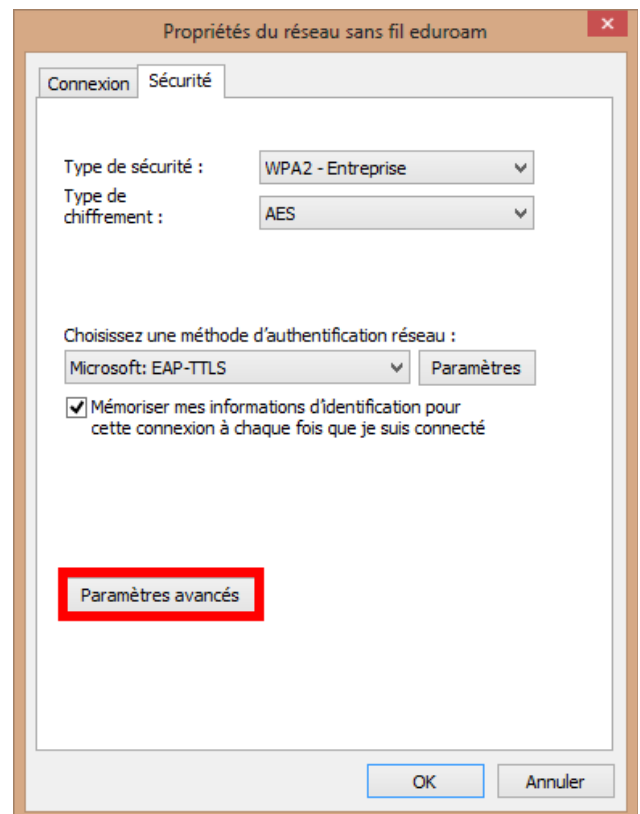 Propriétés du réseau sans fil eduroam
Connexion
Sécurité
Type de sécurité :
WPA2 - Entreprise
Type de
chiffrement :
AES
Choisissez une méthode d'authentification réseau :
Microsoft: EAP-TTLS
Paramètres
Mémoriser mes informations d'identification pour
cette connexion à chaque fois que je suis connecté
Paramètres avancés
OK
Annuler